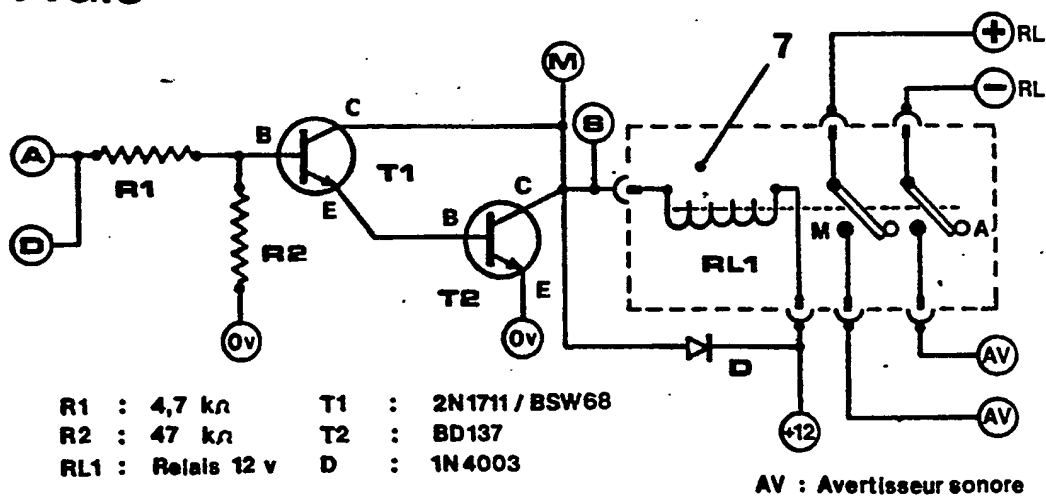 7
+ RL
M
− RL
S
C
B
A
R1
T1
E
C
B
D
R2
M
A
RL1
T2
E
0v
0v
D
AV
+12
AV
R1 : 4,7 kΩ T1 : 2N1711/BSW68
R2 : 47 kΩ T2 : BD137
RL1 : Relais 12 v D : 1N4003
AV : Avertisseur sonore